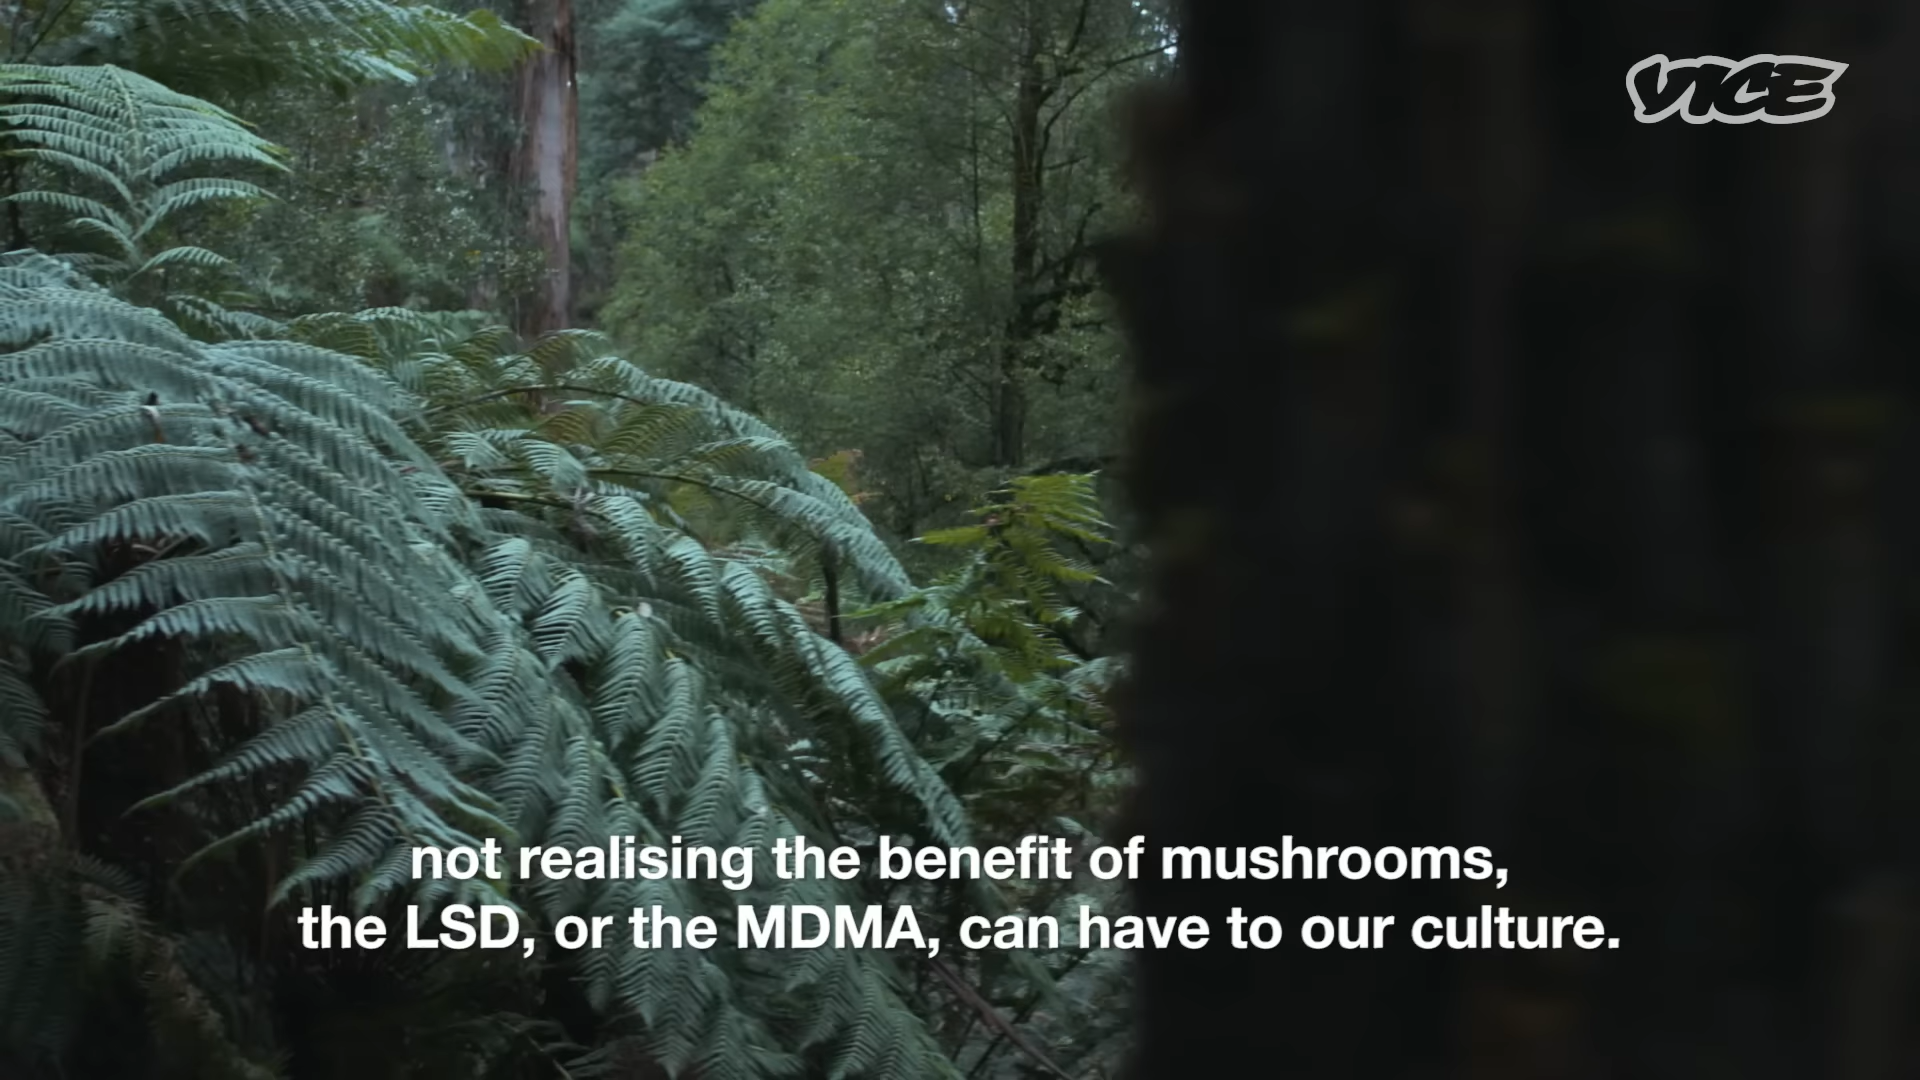 VICE
not realising the benefit of mushrooms,
the LSD, or the MDMA, can have to our culture.